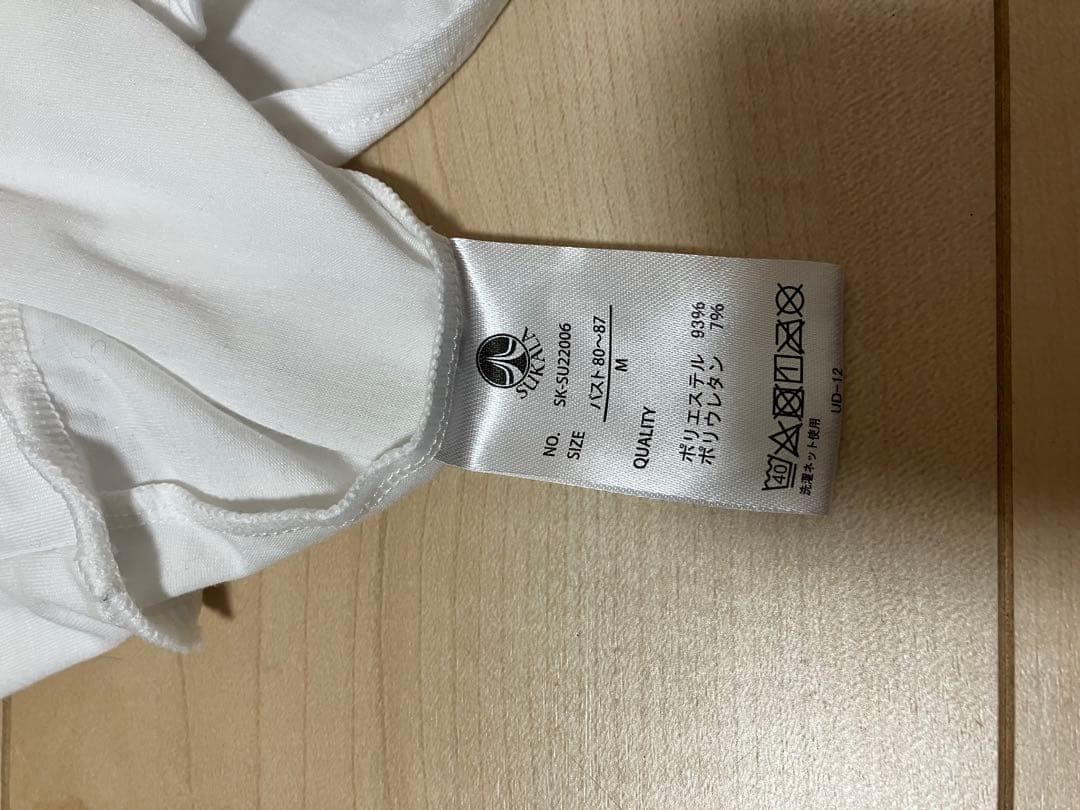 SUKALT
NO. SK-SU22006
SIZE バスト80〜87
M
QUALITY
ポリエステル 93%
ポリウレタン 7%
40
洗濯ネット使用
UD-12